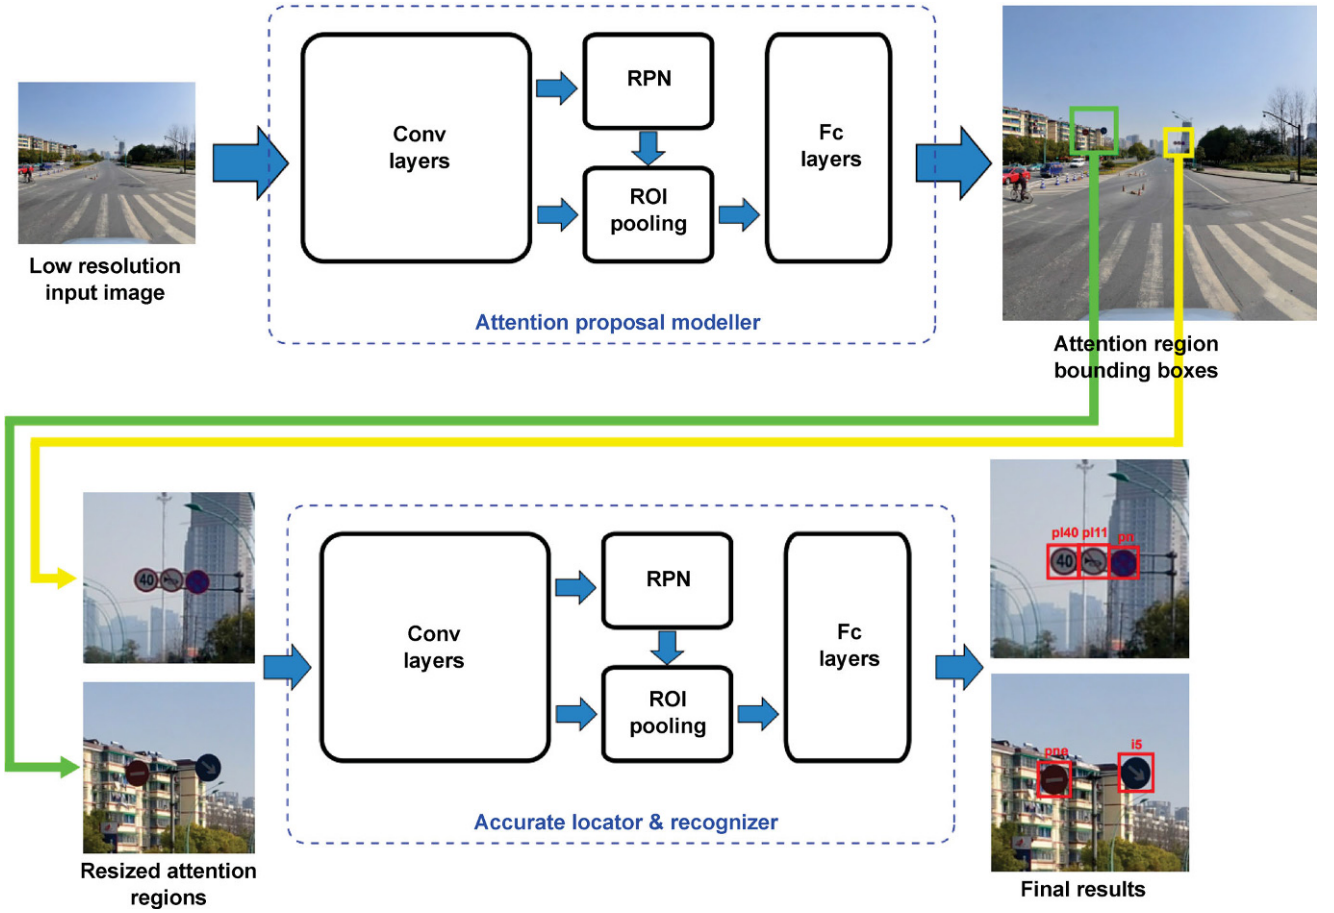 Conv
layers
RPN
ROI
pooling
Fc
layers
Low resolution
input image
Attention proposal modeller
Attention region
bounding boxes
40
Conv
layers
RPN
ROI
pooling
Fc
layers
pl40 pl11 pn
40
pne
i5
Accurate locator & recognizer
Resized attention
regions
Final results